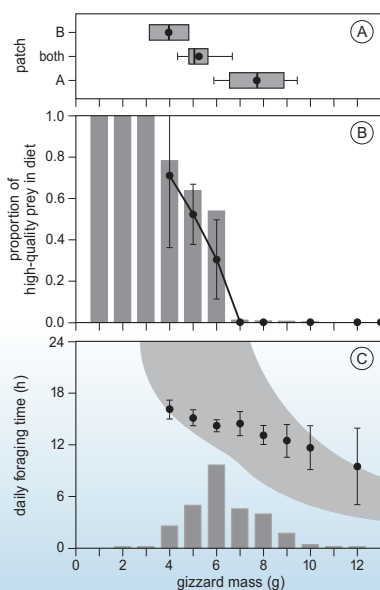 A
patch
B
both
A
B
proportion of
high-quality prey in diet
1.0
0.8
0.6
0.4
0.2
0.0
C
daily foraging time (h)
24
18
12
6
0
0 2 4 6 8 10 12
gizzard mass (g)